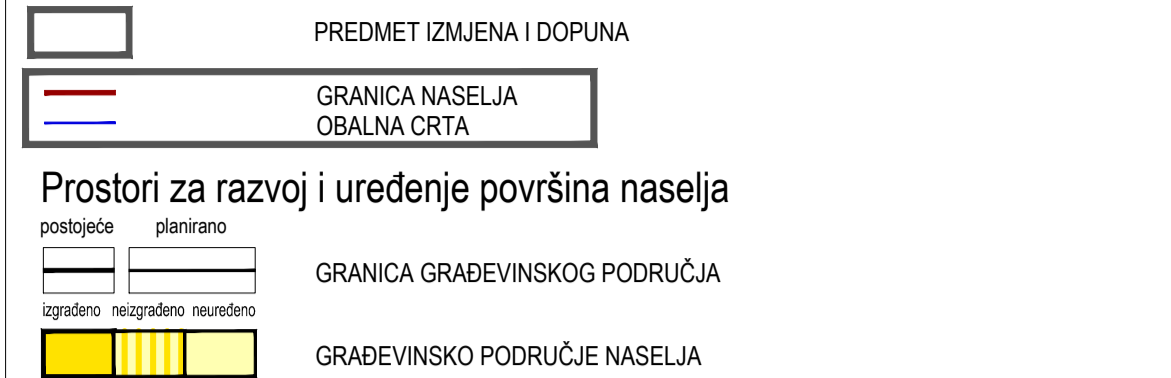 PREDMET IZMJENA I DOPUNA
GRANICA NASELJA
OBALNA CRTA
Prostori za razvoj i uređenje površina naselja
postojeće planirano
GRANICA GRAĐEVINSKOG PODRUČJA
izgrađeno neizgrađeno neuređeno
GRAĐEVINSKO PODRUČJE NASELJA